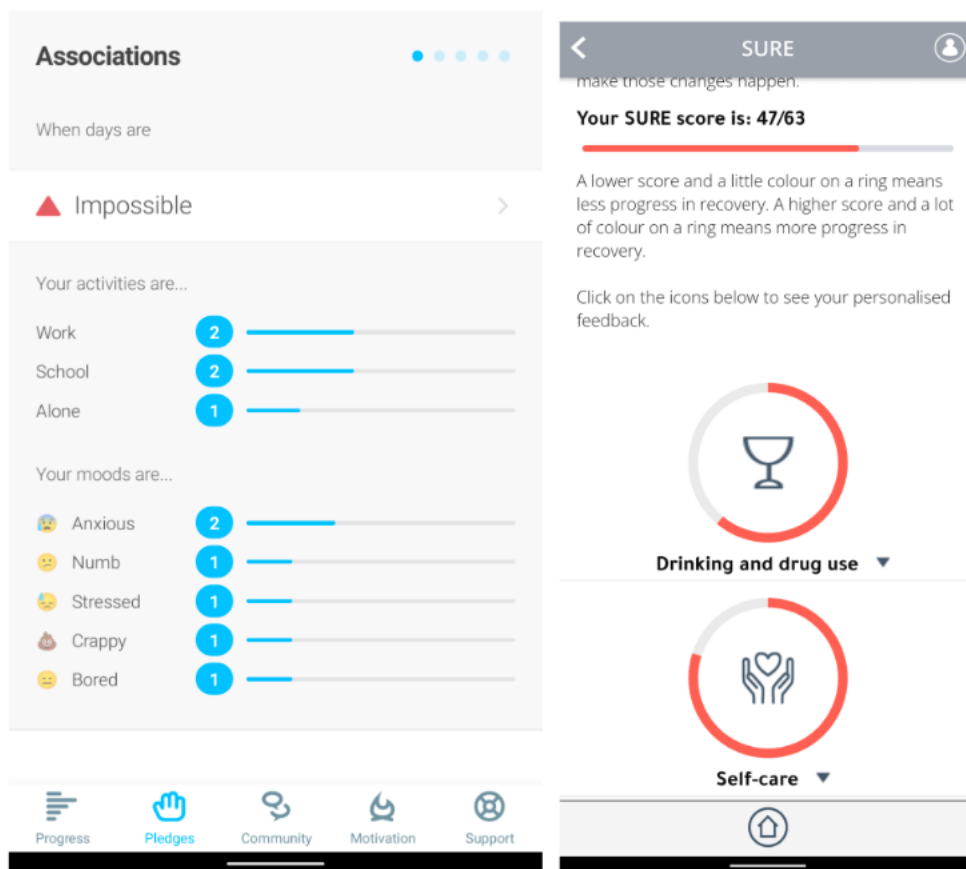 Associations
When days are
Impossible
Your activities are...
Work 2
School 2
Alone 1
Your moods are...
Anxious 2
Numb 1
Stressed 1
Crappy 1
Bored 1
Progress Pledges Community Motivation Support
SURE
make those changes happen.
Your SURE score is: 47/63
A lower score and a little colour on a ring means
less progress in recovery. A higher score and a lot
of colour on a ring means more progress in
recovery.
Click on the icons below to see your personalised
feedback.
Drinking and drug use
Self-care